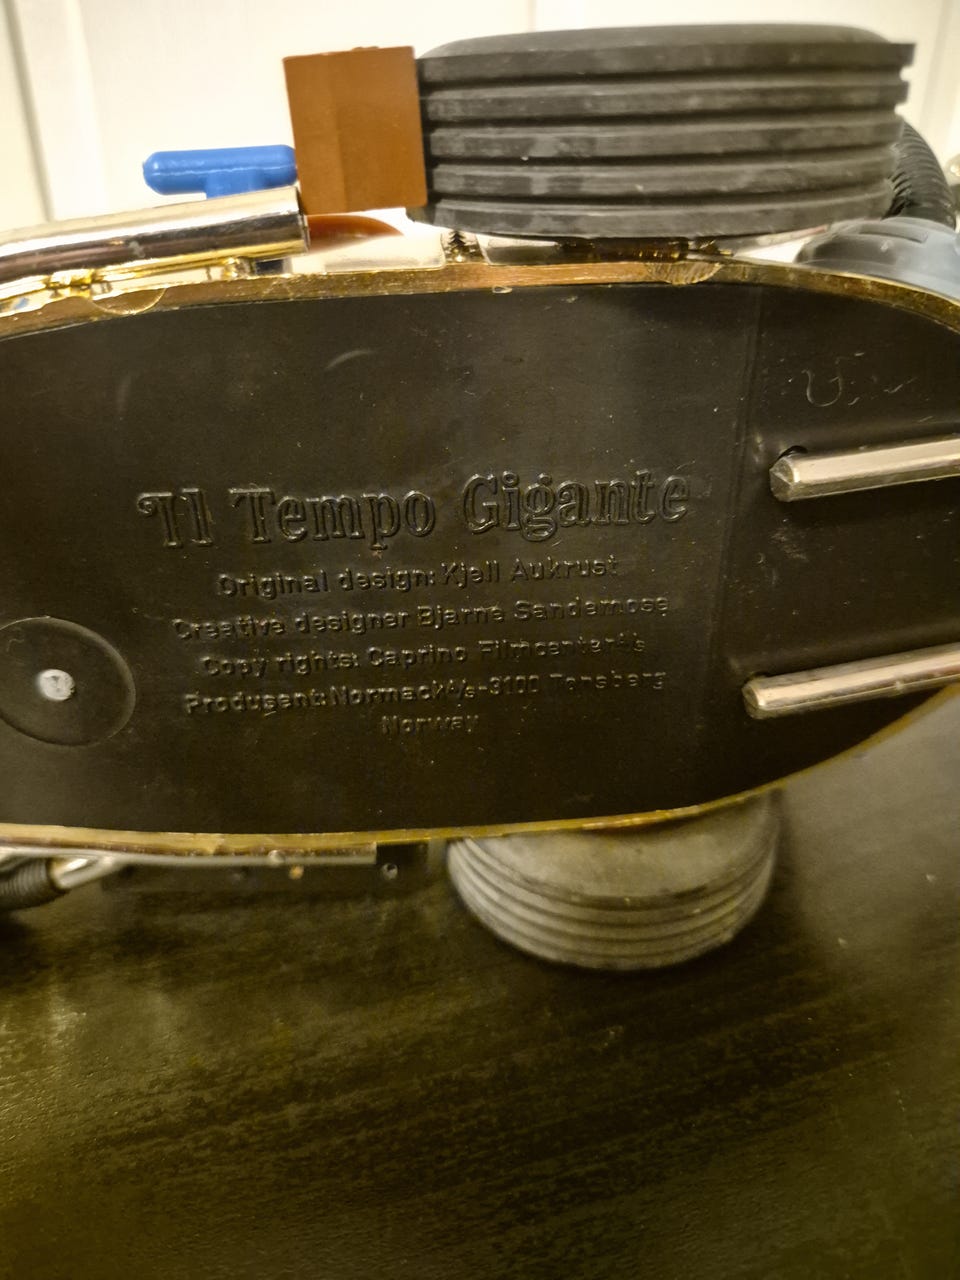 Il Tempo Gigante
Original design: Kjell Aukrust
Creative designer Bjarne Sandemose
Copy rights: Caprino Filmcenter a/s
Produsent: Normeck a/s-3100 Tønsberg
Norway